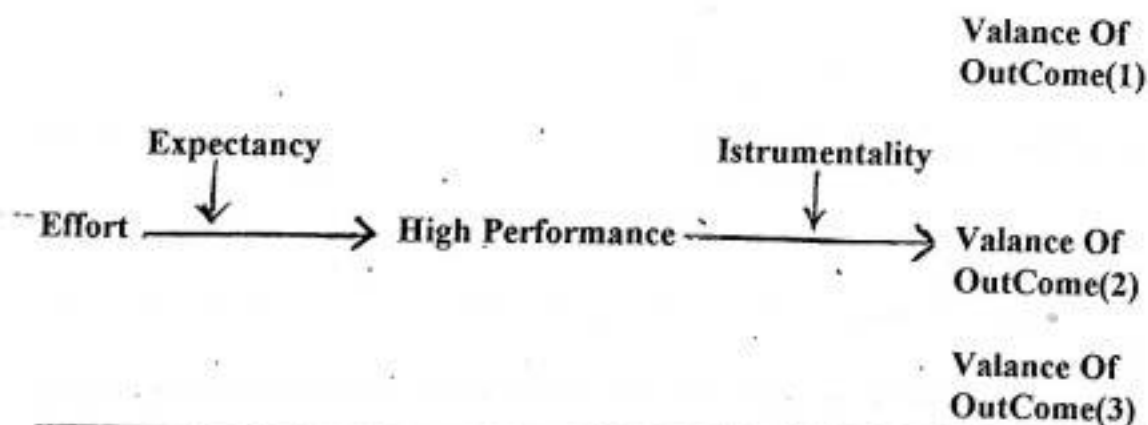 Valance Of
OutCome(1)
Expectancy
Istrumentality
Effort
High Performance
Valance Of
OutCome(2)
Valance Of
OutCome(3)